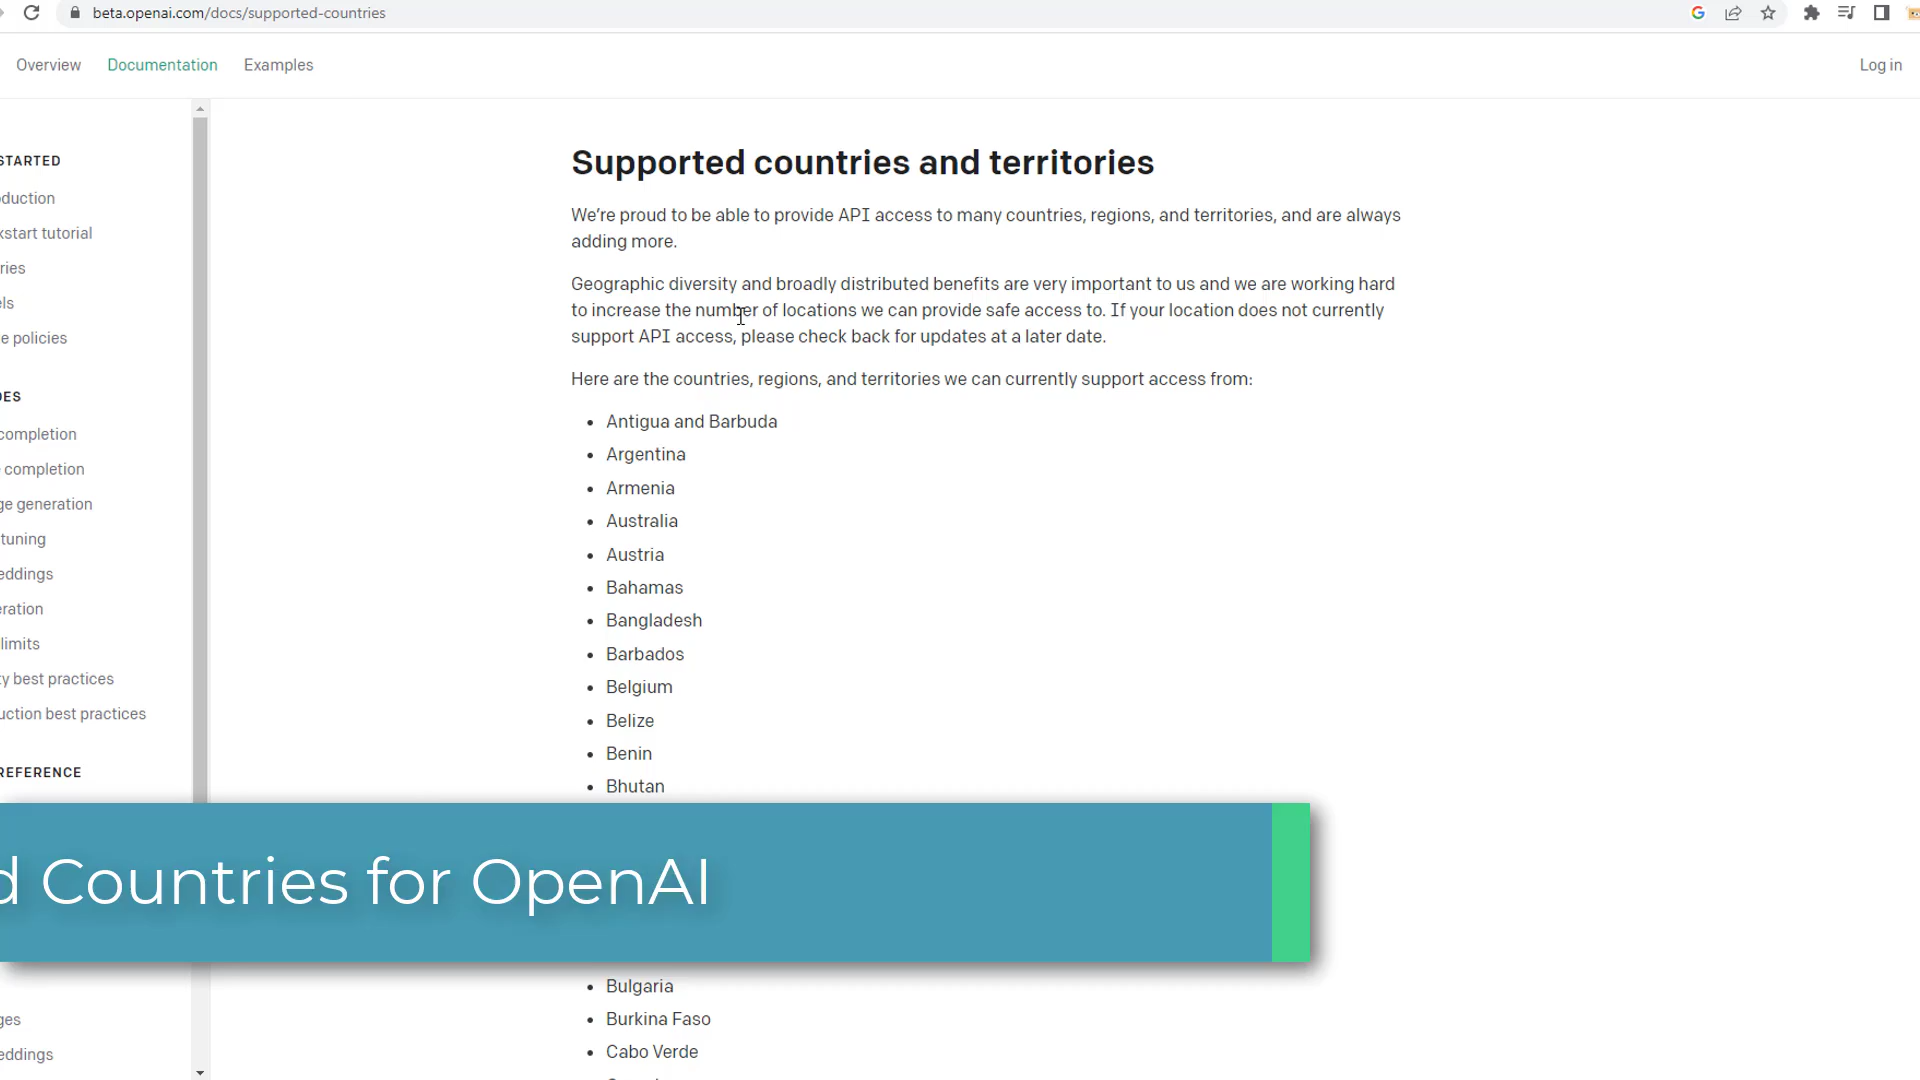 beta.openai.com/docs/supported-countries
Overview Documentation Examples Log in
STARTED
oduction
kstart tutorial
ries
els
e policies
DES
completion
completion
ge generation
tuning
eddings
eration
limits
ty best practices
uction best practices
REFERENCE
ges
eddings
Supported countries and territories
We're proud to be able to provide API access to many countries, regions, and territories, and are always
adding more.
Geographic diversity and broadly distributed benefits are very important to us and we are working hard
to increase the number of locations we can provide safe access to. If your location does not currently
support API access, please check back for updates at a later date.
Here are the countries, regions, and territories we can currently support access from:
• Antigua and Barbuda
• Argentina
• Armenia
• Australia
• Austria
• Bahamas
• Bangladesh
• Barbados
• Belgium
• Belize
• Benin
• Bhutan
d Countries for OpenAI
• Bulgaria
• Burkina Faso
• Cabo Verde